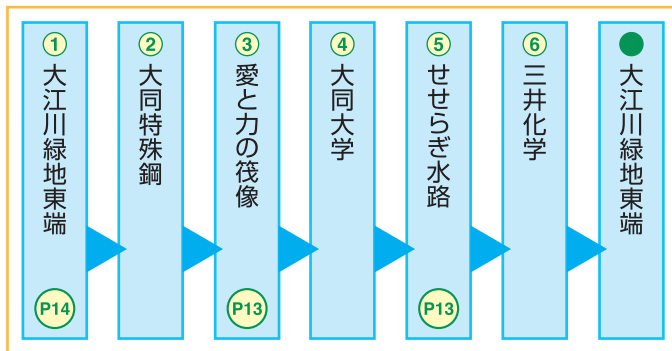 ① 大江川緑地東端 P14
② 大同特殊鋼
③ 愛と力の筏像 P13
④ 大同大学
⑤ せせらぎ水路 P13
⑥ 三井化学
● 大江川緑地東端